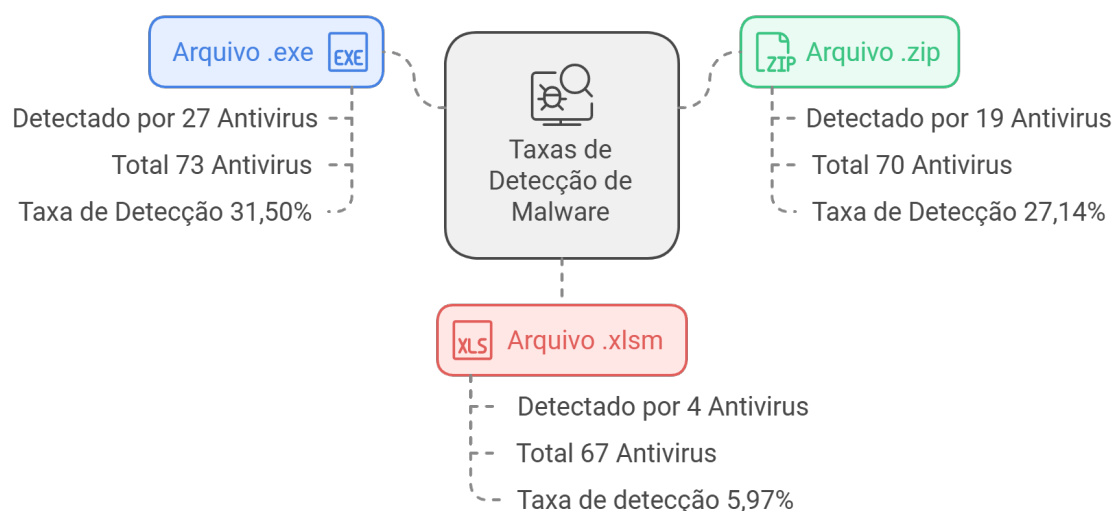 Arquivo .exe
EXE
Detectado por 27 Antivirus
Total 73 Antivirus
Taxa de Detecção 31,50%
Taxas de
Detecção de
Malware
ZIP
Arquivo .zip
Detectado por 19 Antivirus
Total 70 Antivirus
Taxa de Detecção 27,14%
XLS
Arquivo .xlsm
Detectado por 4 Antivirus
Total 67 Antivirus
Taxa de detecção 5,97%